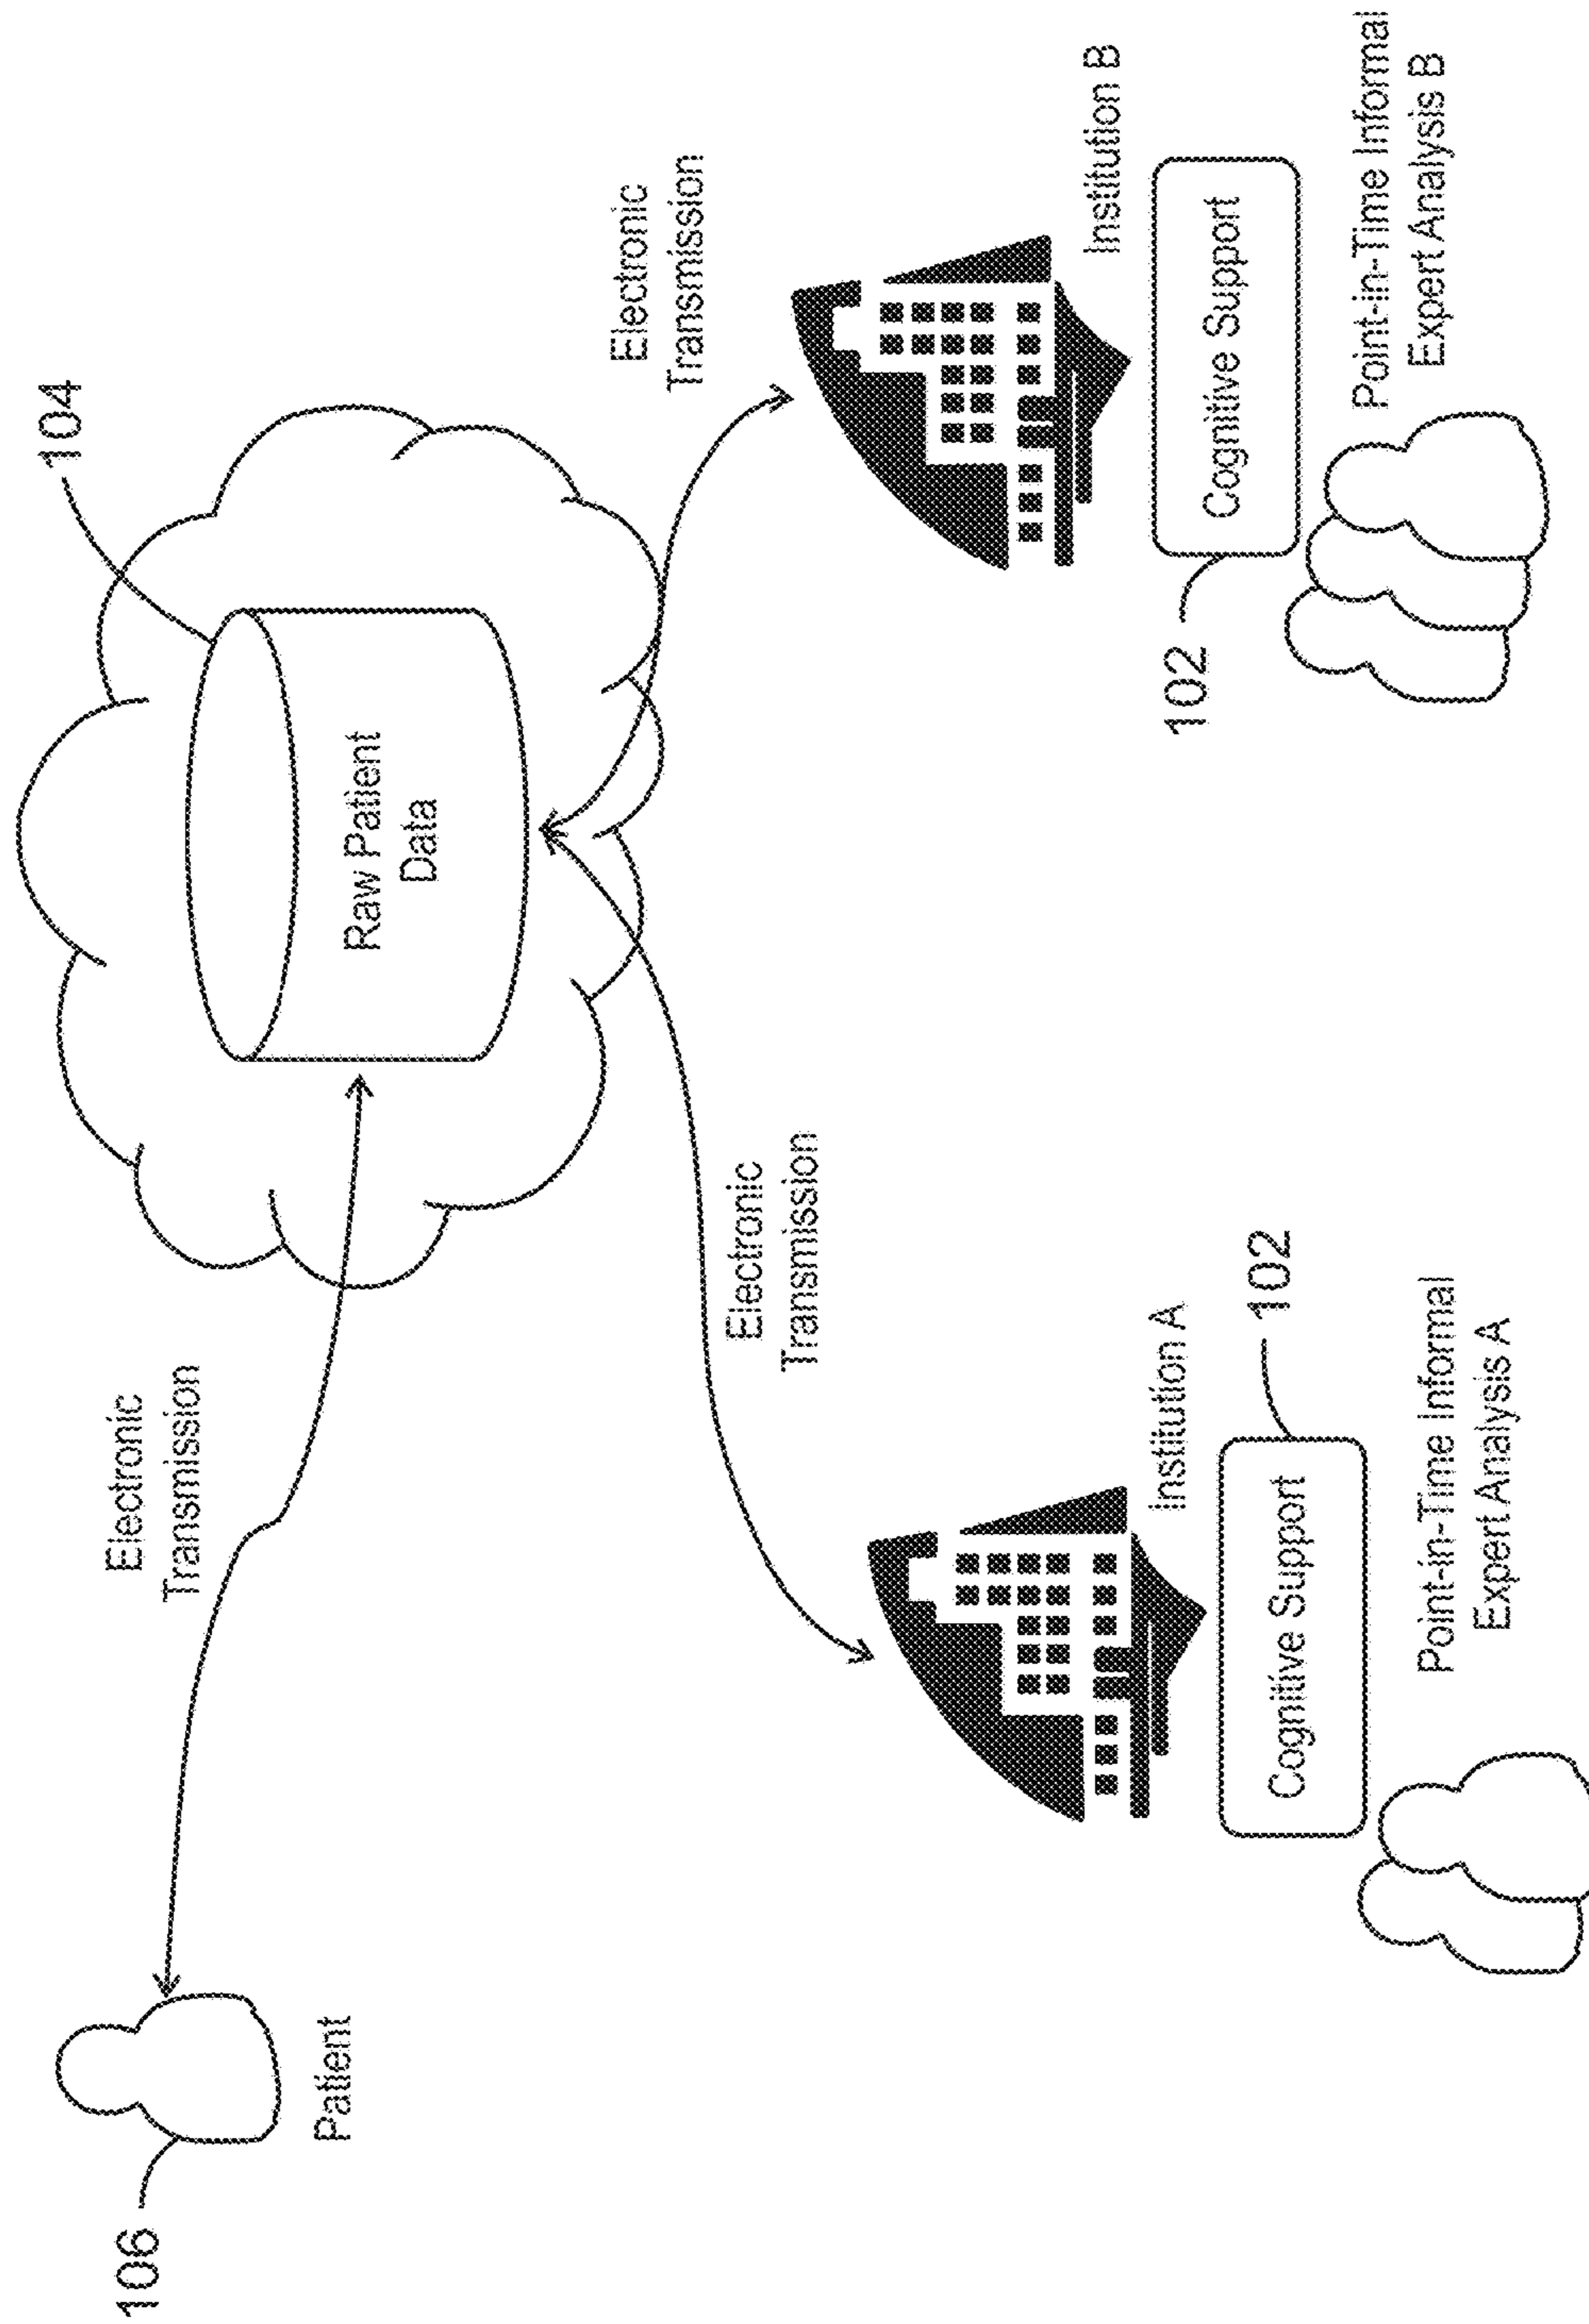 106
Patient
Electronic
Transmission
104
Raw Patient
Data
Electronic
Transmission
Electronic
Transmission
Institution A
Cognitive Support
102
Point-in-Time Informal
Expert Analysis A
Institution B
Cognitive Support
102
Point-in-Time Informal
Expert Analysis B